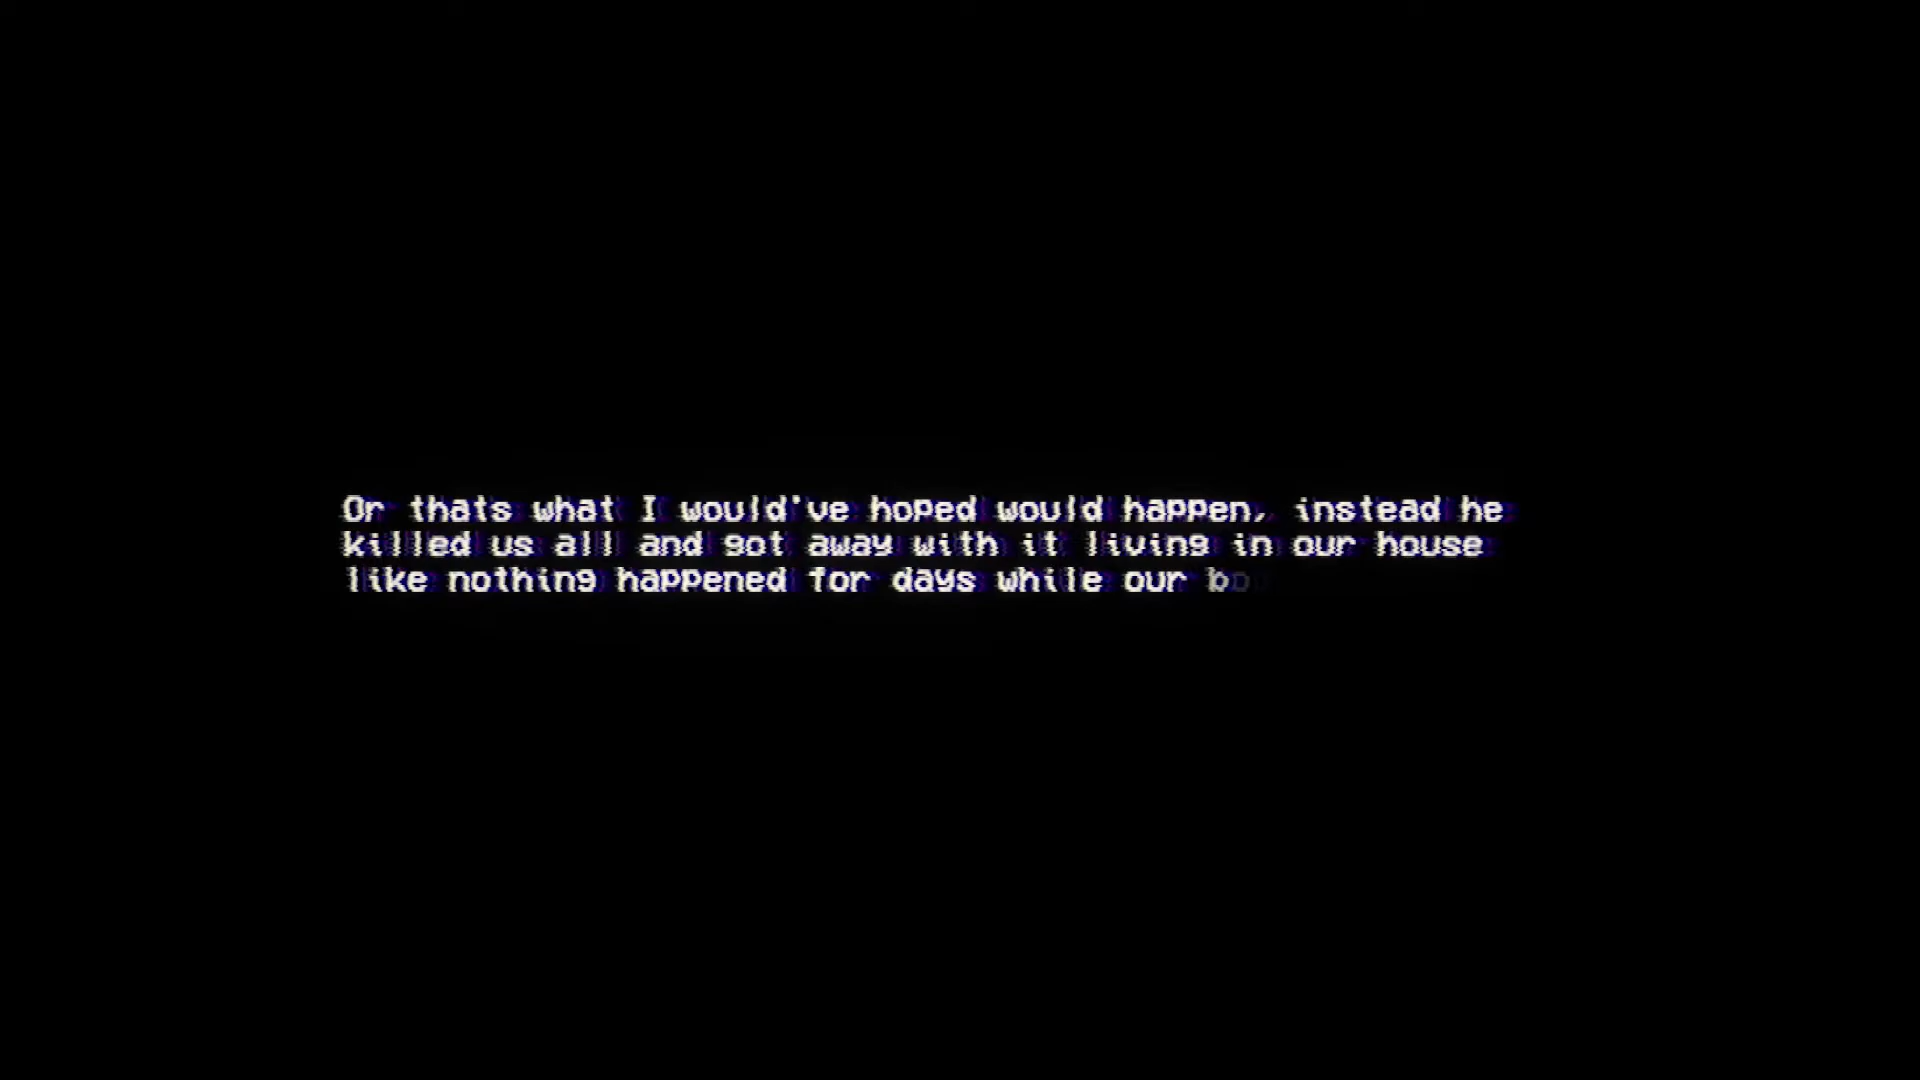 Or thats what I would've hoped would happen, instead he
killed us all and got away with it living in our house
like nothing happened for days while our bo